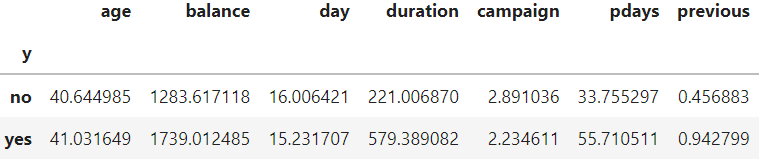 age balance day duration campaign pdays previous
y
no 40.644985 1283.617118 16.006421 221.006870 2.891036 33.755297 0.456883
yes 41.031649 1739.012485 15.231707 579.389082 2.234611 55.710511 0.942799